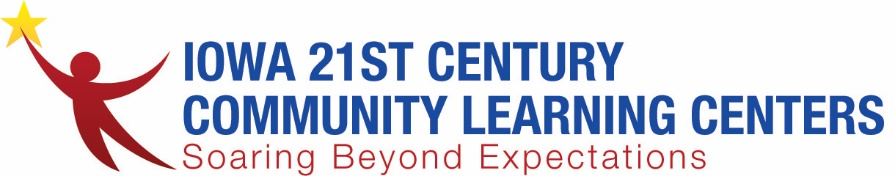 IOWA 21ST CENTURY
COMMUNITY LEARNING CENTERS
Soaring Beyond Expectations